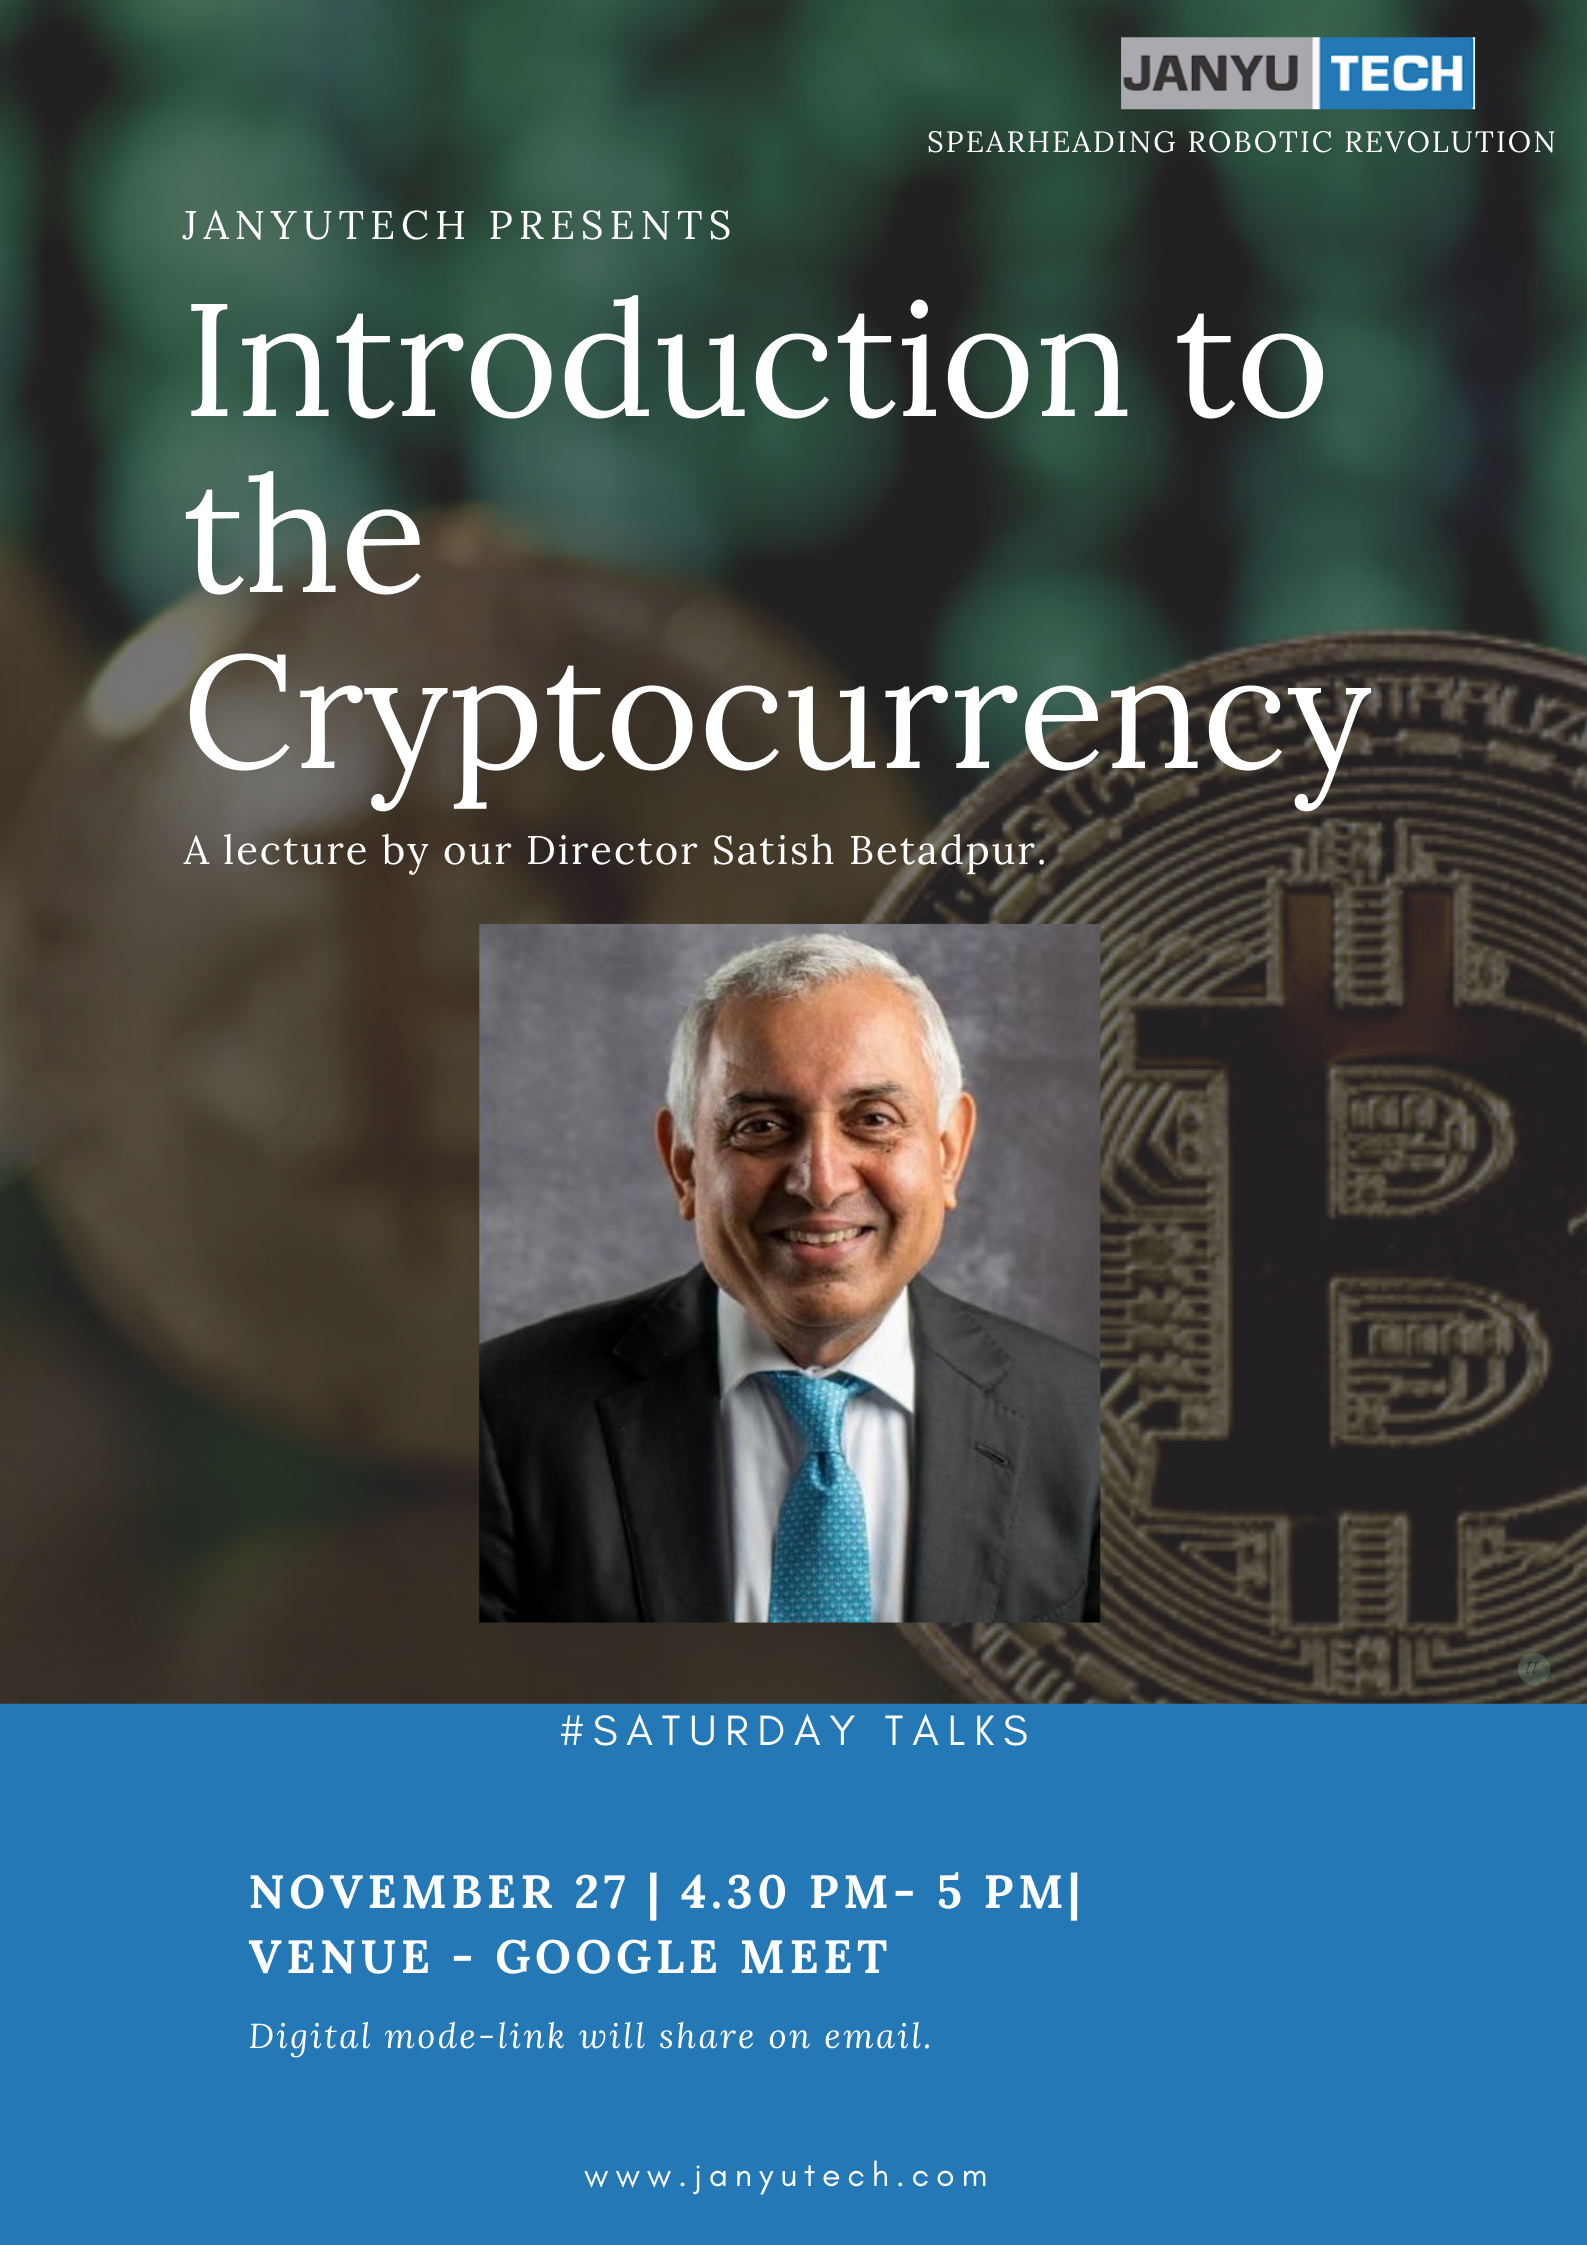 JANYU TECH
SPEARHEADING ROBOTIC REVOLUTION
JANYUTECH PRESENTS
Introduction to
the
Cryptocurrency
A lecture by our Director Satish Betadpur.
#SATURDAY TALKS
NOVEMBER 27 | 4.30 PM- 5 PM|
VENUE - GOOGLE MEET
Digital mode-link will share on email.
www.janyutech.com